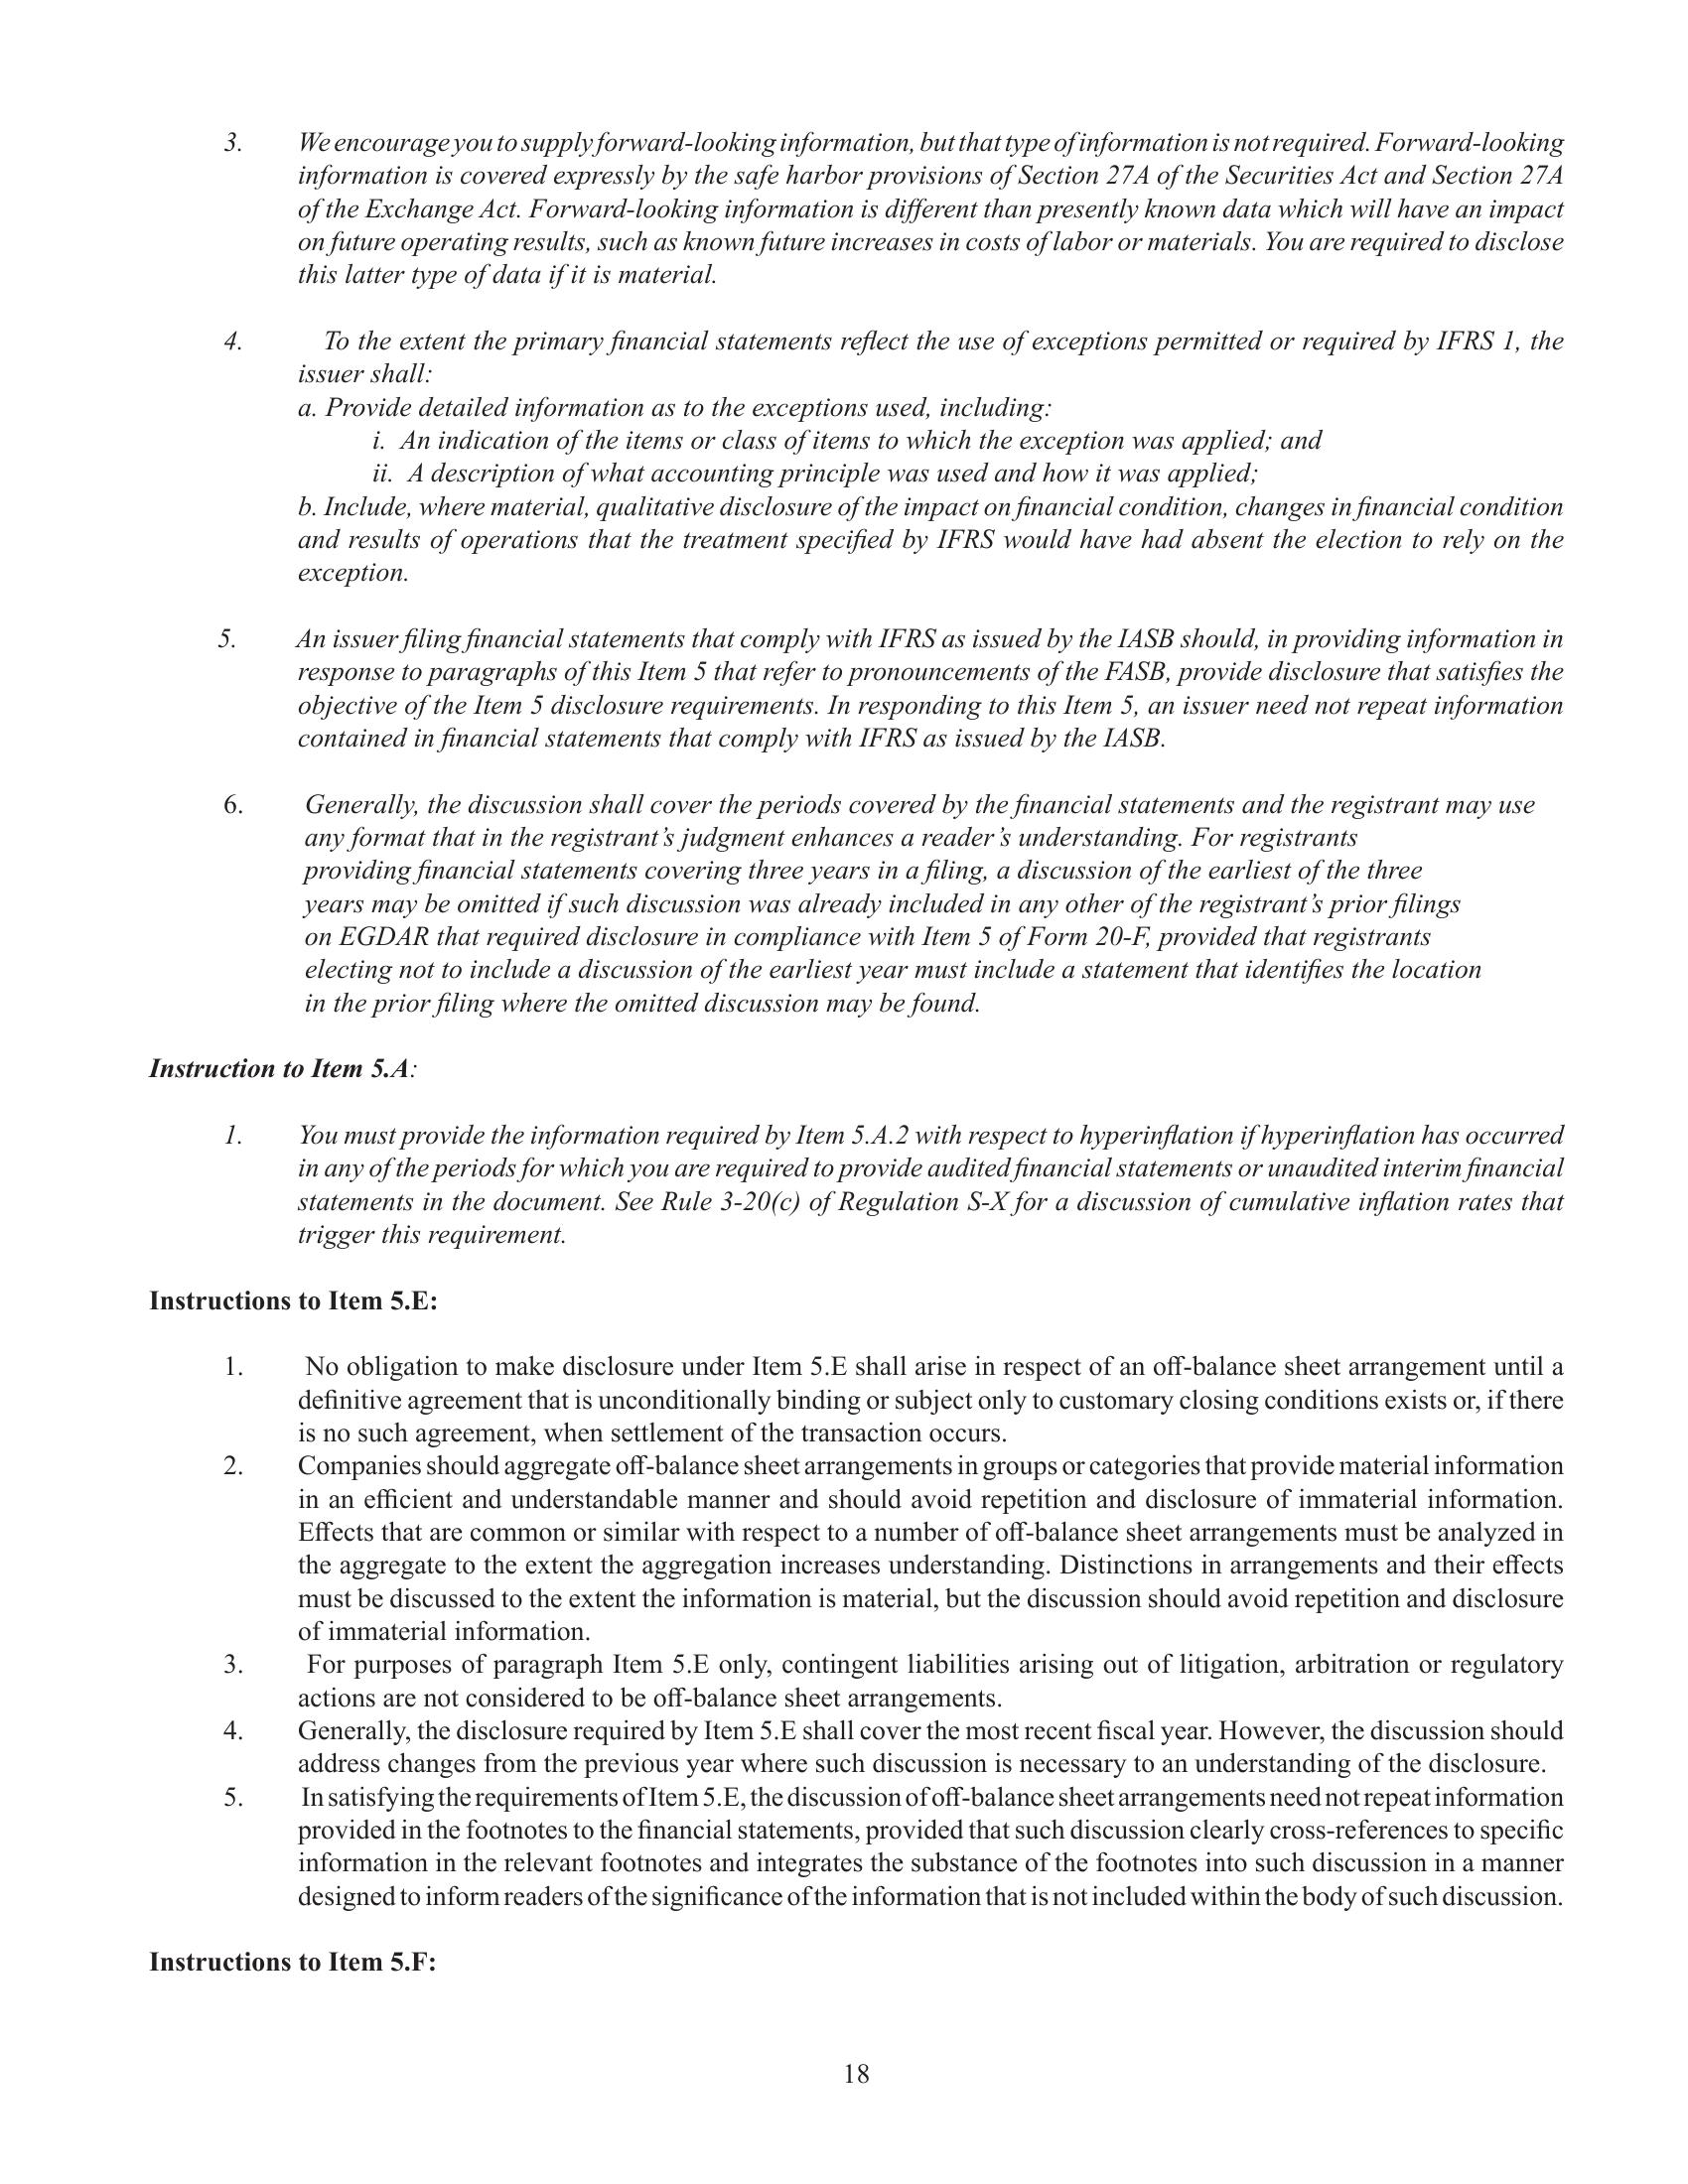 3. We encourage you to supply forward-looking information, but that type of information is not required. Forward-looking
information is covered expressly by the safe harbor provisions of Section 27A of the Securities Act and Section 27A
of the Exchange Act. Forward-looking information is different than presently known data which will have an impact
on future operating results, such as known future increases in costs of labor or materials. You are required to disclose
this latter type of data if it is material.
4. To the extent the primary financial statements reflect the use of exceptions permitted or required by IFRS 1, the
issuer shall:
a. Provide detailed information as to the exceptions used, including:
i. An indication of the items or class of items to which the exception was applied; and
ii. A description of what accounting principle was used and how it was applied;
b. Include, where material, qualitative disclosure of the impact on financial condition, changes in financial condition
and results of operations that the treatment specified by IFRS would have had absent the election to rely on the
exception.
5. An issuer filing financial statements that comply with IFRS as issued by the IASB should, in providing information in
response to paragraphs of this Item 5 that refer to pronouncements of the FASB, provide disclosure that satisfies the
objective of the Item 5 disclosure requirements. In responding to this Item 5, an issuer need not repeat information
contained in financial statements that comply with IFRS as issued by the IASB.
6. Generally, the discussion shall cover the periods covered by the financial statements and the registrant may use
any format that in the registrant’s judgment enhances a reader’s understanding. For registrants
providing financial statements covering three years in a filing, a discussion of the earliest of the three
years may be omitted if such discussion was already included in any other of the registrant’s prior filings
on EGDAR that required disclosure in compliance with Item 5 of Form 20-F, provided that registrants
electing not to include a discussion of the earliest year must include a statement that identifies the location
in the prior filing where the omitted discussion may be found.
Instruction to Item 5.A:
1. You must provide the information required by Item 5.A.2 with respect to hyperinflation if hyperinflation has occurred
in any of the periods for which you are required to provide audited financial statements or unaudited interim financial
statements in the document. See Rule 3-20(c) of Regulation S-X for a discussion of cumulative inflation rates that
trigger this requirement.
Instructions to Item 5.E:
1. No obligation to make disclosure under Item 5.E shall arise in respect of an off-balance sheet arrangement until a
definitive agreement that is unconditionally binding or subject only to customary closing conditions exists or, if there
is no such agreement, when settlement of the transaction occurs.
2. Companies should aggregate off-balance sheet arrangements in groups or categories that provide material information
in an efficient and understandable manner and should avoid repetition and disclosure of immaterial information.
Effects that are common or similar with respect to a number of off-balance sheet arrangements must be analyzed in
the aggregate to the extent the aggregation increases understanding. Distinctions in arrangements and their effects
must be discussed to the extent the information is material, but the discussion should avoid repetition and disclosure
of immaterial information.
3. For purposes of paragraph Item 5.E only, contingent liabilities arising out of litigation, arbitration or regulatory
actions are not considered to be off-balance sheet arrangements.
4. Generally, the disclosure required by Item 5.E shall cover the most recent fiscal year. However, the discussion should
address changes from the previous year where such discussion is necessary to an understanding of the disclosure.
5. In satisfying the requirements of Item 5.E, the discussion of off-balance sheet arrangements need not repeat information
provided in the footnotes to the financial statements, provided that such discussion clearly cross-references to specific
information in the relevant footnotes and integrates the substance of the footnotes into such discussion in a manner
designed to inform readers of the significance of the information that is not included within the body of such discussion.
Instructions to Item 5.F:
18